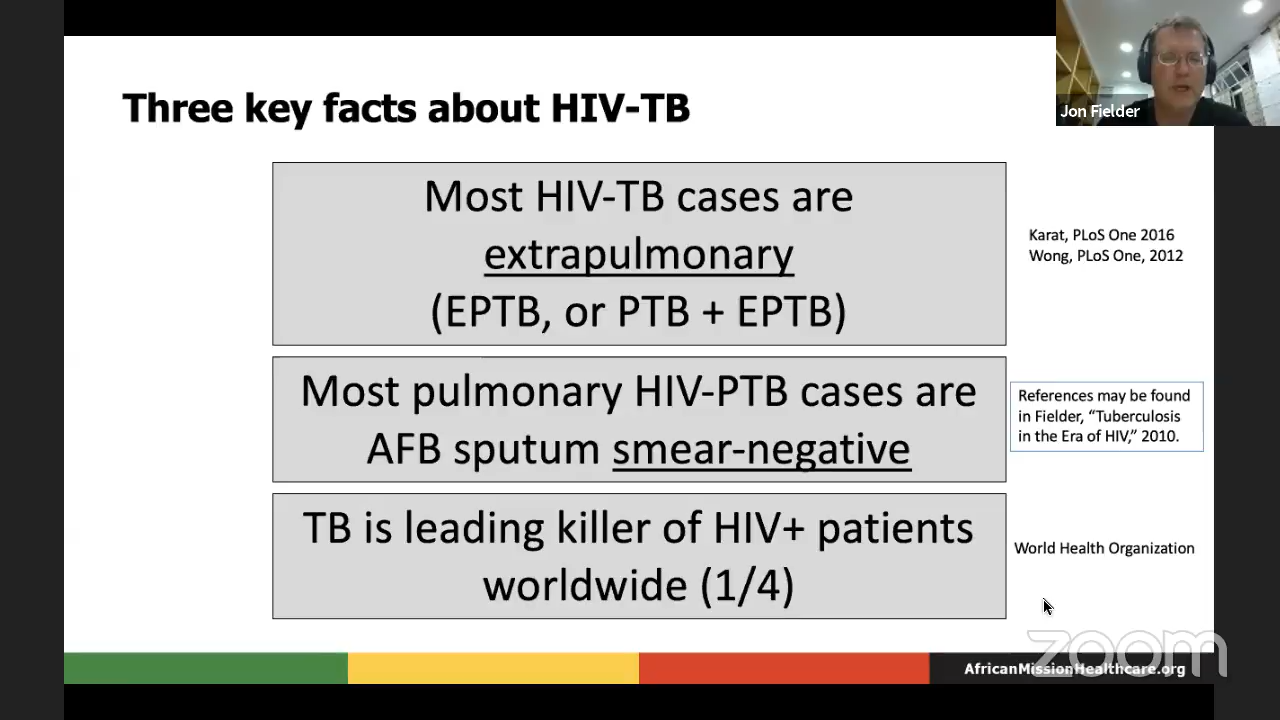 Jon Fielder
Three key facts about HIV-TB
Most HIV-TB cases are
extrapulmonary
(EPTB, or PTB + EPTB)
Karat, PLoS One 2016
Wong, PLoS One, 2012
Most pulmonary HIV-PTB cases are
AFB sputum smear-negative
References may be found
in Fielder, “Tuberculosis
in the Era of HIV,” 2010.
TB is leading killer of HIV+ patients
worldwide (1/4)
World Health Organization
zoom
AfricanMissionHealthcare.org